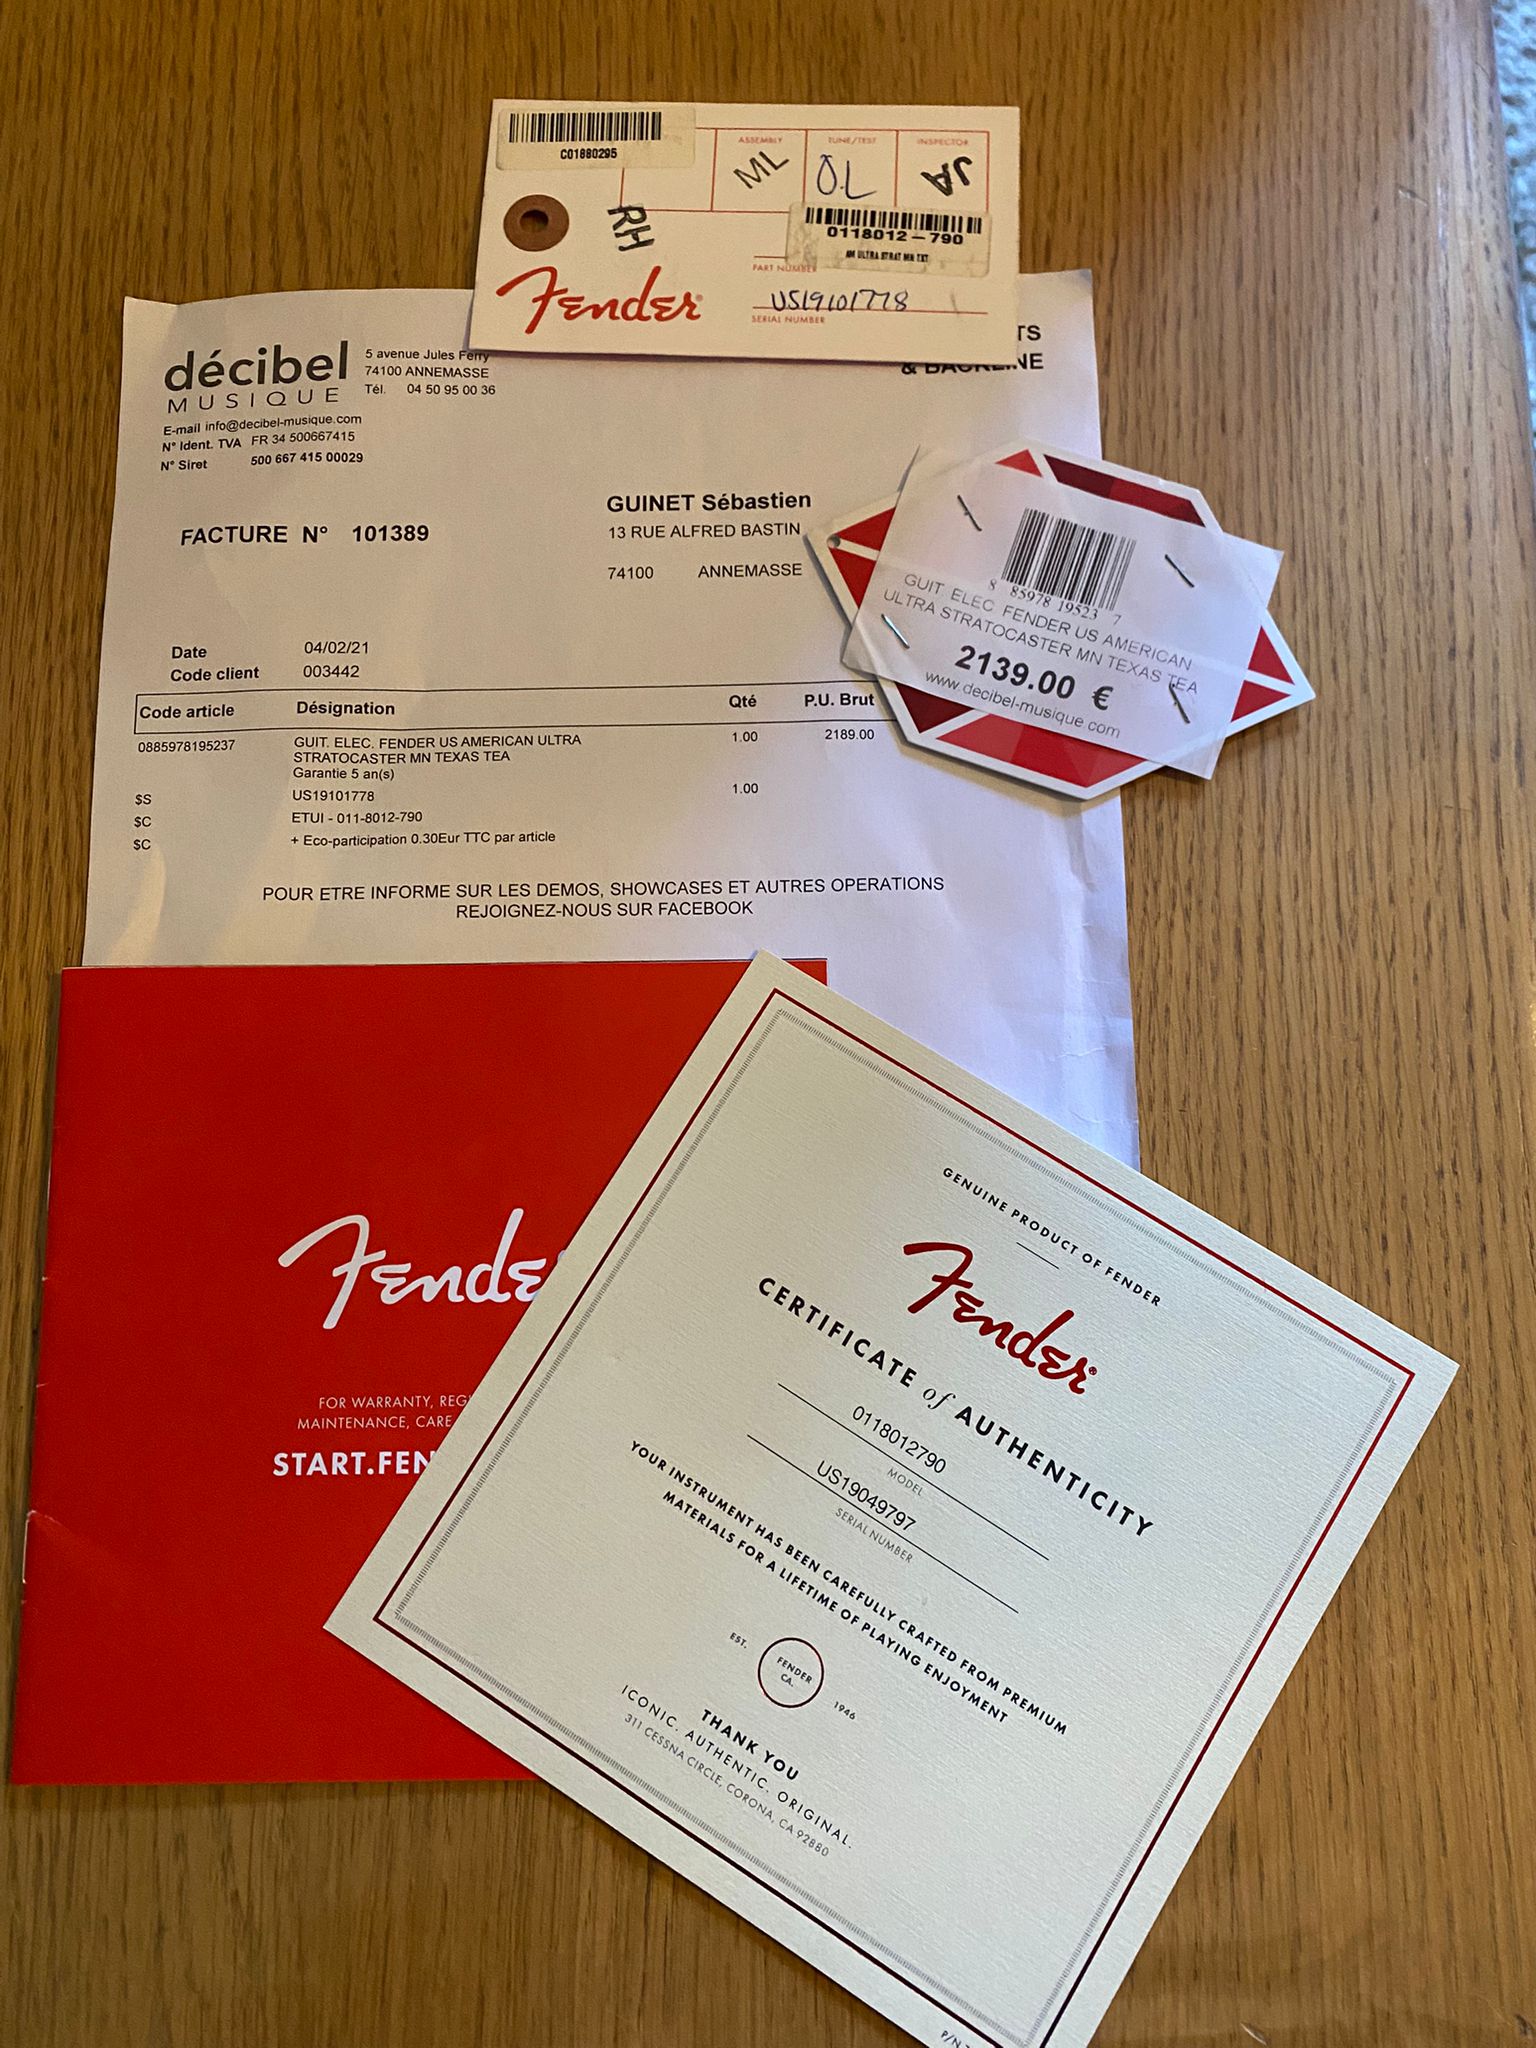 C01880295
ASSEMBLY
TUNE/TEST
INSPECTOR
ML
OL
JA
RH
0118012-790
AM ULTRA STRAT MN TXT
PART NUMBER
Fender
US19101778
SERIAL NUMBER
TS
& BACKLINE
décibel
MUSIQUE
5 avenue Jules Ferry
74100 ANNEMASSE
Tél. 04 50 95 00 36
E-mail info@decibel-musique.com
N° Ident. TVA FR 34 500667415
N° Siret 500 667 415 00029
GUINET Sébastien
13 RUE ALFRED BASTIN
74100 ANNEMASSE
FACTURE N° 101389
Date 04/02/21
Code client 003442
Code article Désignation Qté P.U. Brut
0885978195237 GUIT. ELEC. FENDER US AMERICAN ULTRA 1.00 2189.00
STRATOCASTER MN TEXAS TEA
Garantie 5 an(s)
$S US19101778 1.00
$C ETUI - 011-8012-790
$C + Eco-participation 0.30Eur TTC par article
POUR ETRE INFORME SUR LES DEMOS, SHOWCASES ET AUTRES OPERATIONS
REJOIGNEZ-NOUS SUR FACEBOOK
8 85978 19523 7
GUIT. ELEC. FENDER US AMERICAN
ULTRA STRATOCASTER MN TEXAS TEA
2139.00 €
www.decibel-musique.com
Fende
FOR WARRANTY, REGI
MAINTENANCE, CARE
START.FEN
GENUINE PRODUCT OF FENDER
Fender
CERTIFICATE of AUTHENTICITY
0118012790
MODEL
US19049797
SERIAL NUMBER
YOUR INSTRUMENT HAS BEEN CAREFULLY CRAFTED FROM PREMIUM
MATERIALS FOR A LIFETIME OF PLAYING ENJOYMENT
EST. FENDER CA. 1946
THANK YOU
ICONIC. AUTHENTIC. ORIGINAL.
311 CESSNA CIRCLE, CORONA, CA 92880
P/N